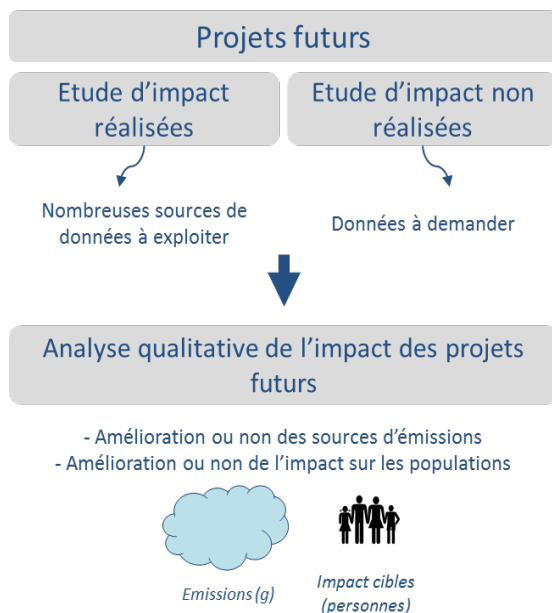 Projets futurs
Etude d'impact
réalisées
Etude d'impact non
réalisées
Nombreuses sources de
données à exploiter
Données à demander
Analyse qualitative de l'impact des projets
futurs
- Amélioration ou non des sources d'émissions
- Amélioration ou non de l'impact sur les populations
Emissions (g)
Impact cibles
(personnes)